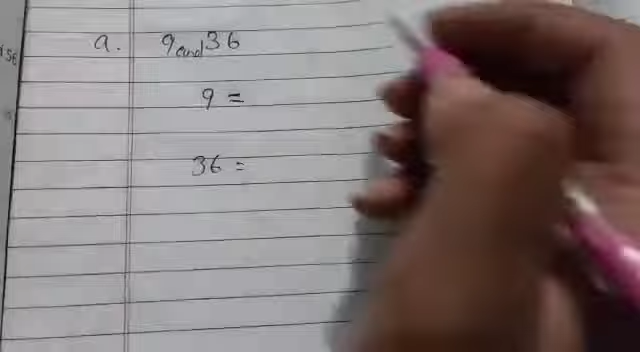 a. 9 and 36
9 =
36 =